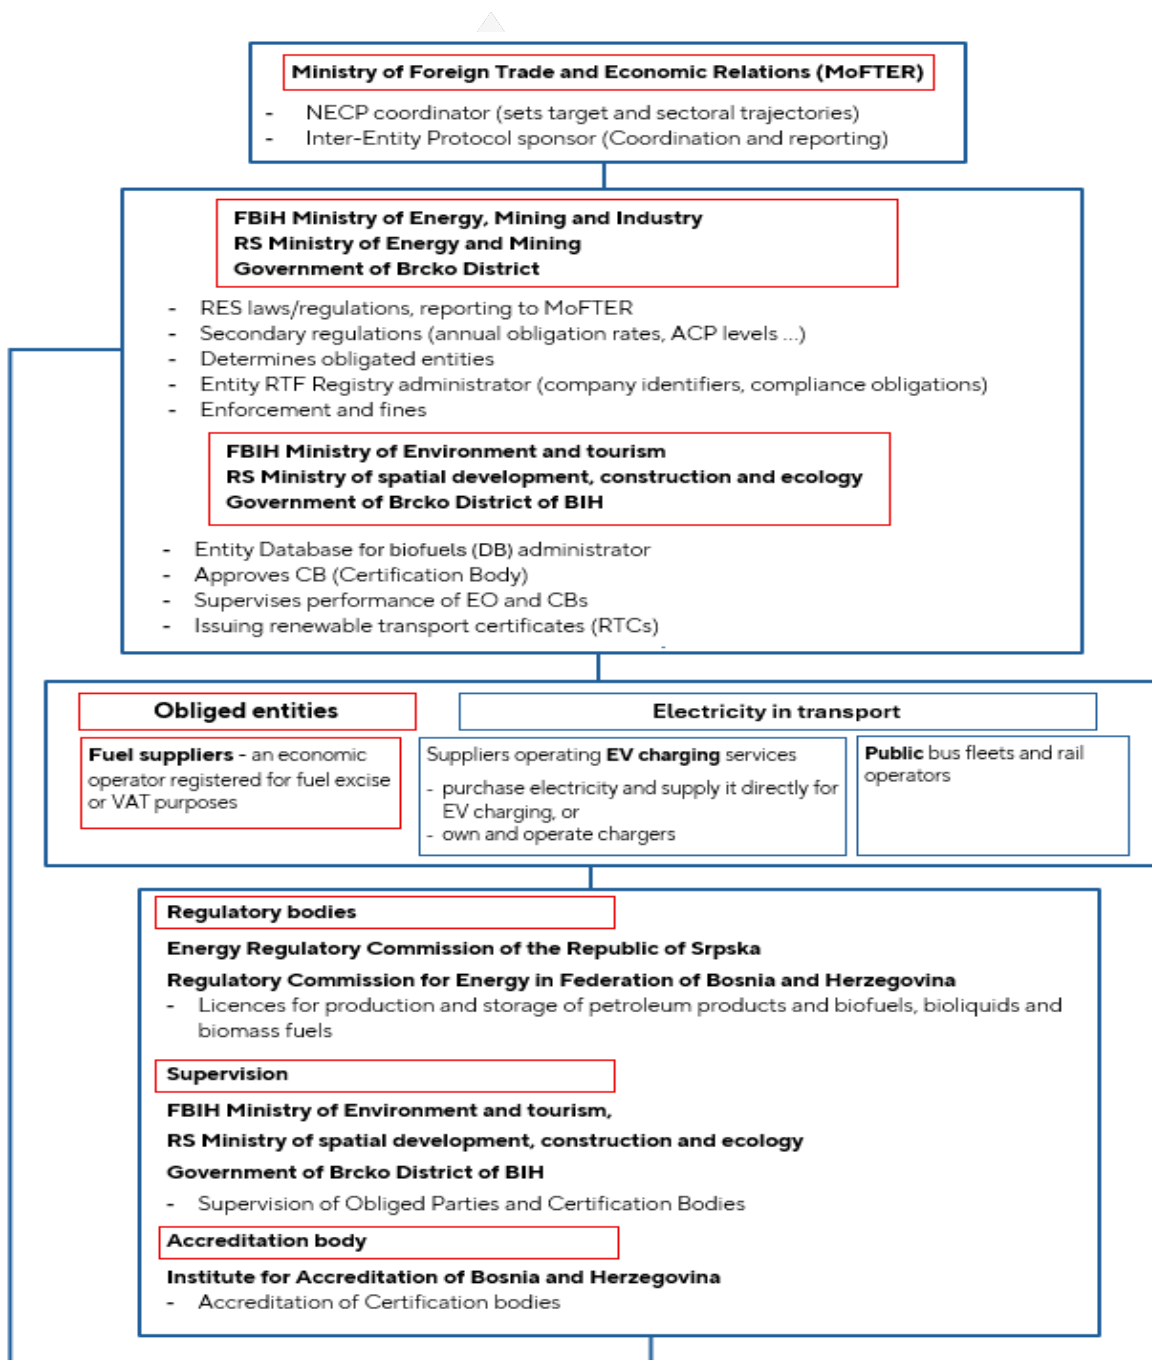 Ministry of Foreign Trade and Economic Relations (MoFTER)
- NECP coordinator (sets target and sectoral trajectories)
- Inter-Entity Protocol sponsor (Coordination and reporting)
FBiH Ministry of Energy, Mining and Industry
RS Ministry of Energy and Mining
Government of Brcko District
- RES laws/regulations, reporting to MoFTER
- Secondary regulations (annual obligation rates, ACP levels ...)
- Determines obligated entities
- Entity RTF Registry administrator (company identifiers, compliance obligations)
- Enforcement and fines
FBIH Ministry of Environment and tourism
RS Ministry of spatial development, construction and ecology
Government of Brcko District of BIH
- Entity Database for biofuels (DB) administrator
- Approves CB (Certification Body)
- Supervises performance of EO and CBs
- Issuing renewable transport certificates (RTCs)
Obliged entities
Fuel suppliers - an economic
operator registered for fuel excise
or VAT purposes
Electricity in transport
Suppliers operating EV charging services
- purchase electricity and supply it directly for
EV charging, or
- own and operate chargers
Public bus fleets and rail
operators
Regulatory bodies
Energy Regulatory Commission of the Republic of Srpska
Regulatory Commission for Energy in Federation of Bosnia and Herzegovina
- Licences for production and storage of petroleum products and biofuels, bioliquids and
biomass fuels
Supervision
FBIH Ministry of Environment and tourism,
RS Ministry of spatial development, construction and ecology
Government of Brcko District of BIH
- Supervision of Obliged Parties and Certification Bodies
Accreditation body
Institute for Accreditation of Bosnia and Herzegovina
- Accreditation of Certification bodies